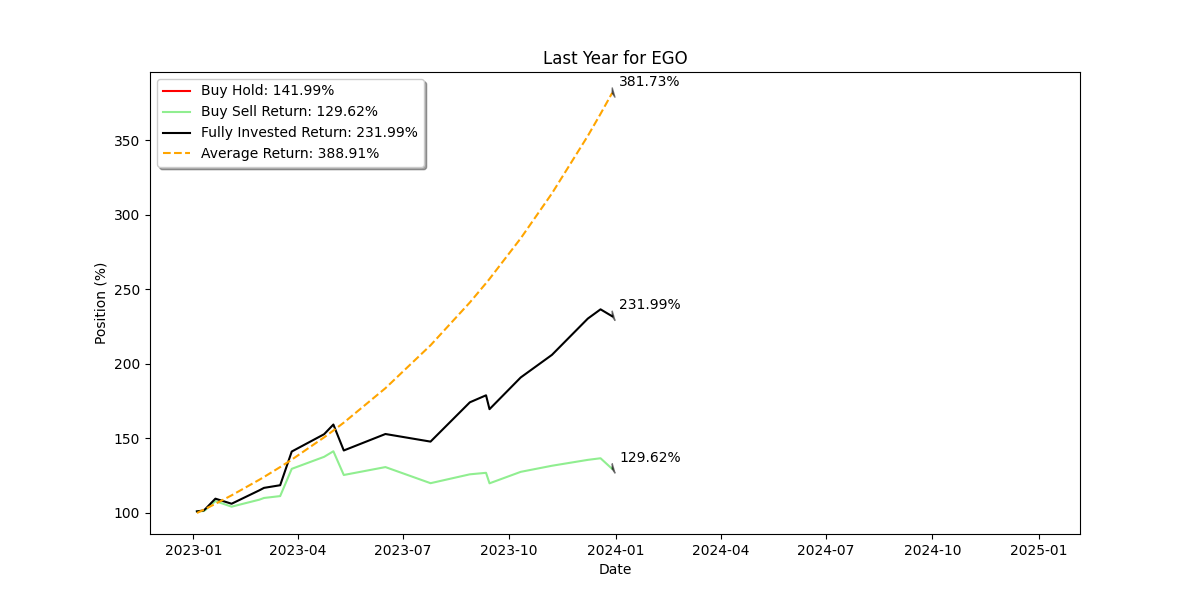 Last Year for EGO
Buy Hold: 141.99%
Buy Sell Return: 129.62%
Fully Invested Return: 231.99%
Average Return: 388.91%
381.73%
231.99%
129.62%
Position (%)
350
300
250
200
150
100
2023-01 2023-04 2023-07 2023-10 2024-01 2024-04 2024-07 2024-10 2025-01
Date